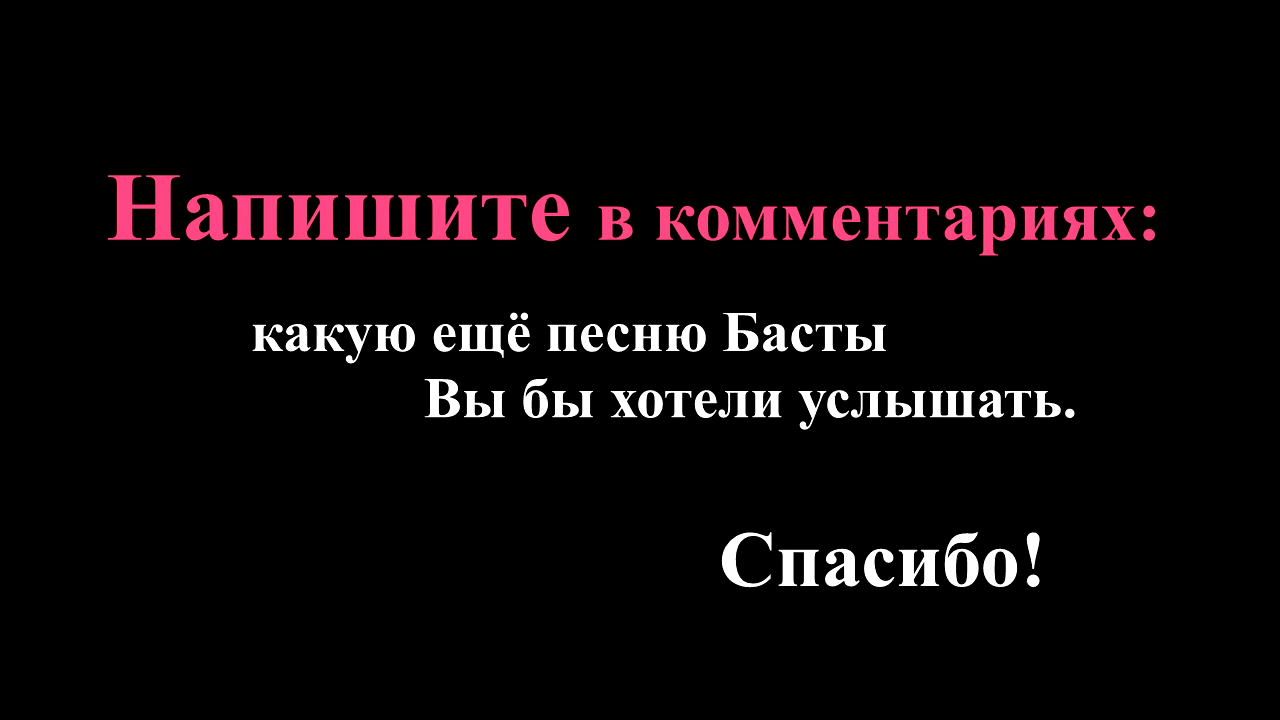 Напишите в комментариях:
какую ещё песню Басты
Вы бы хотели услышать.
Спасибо!